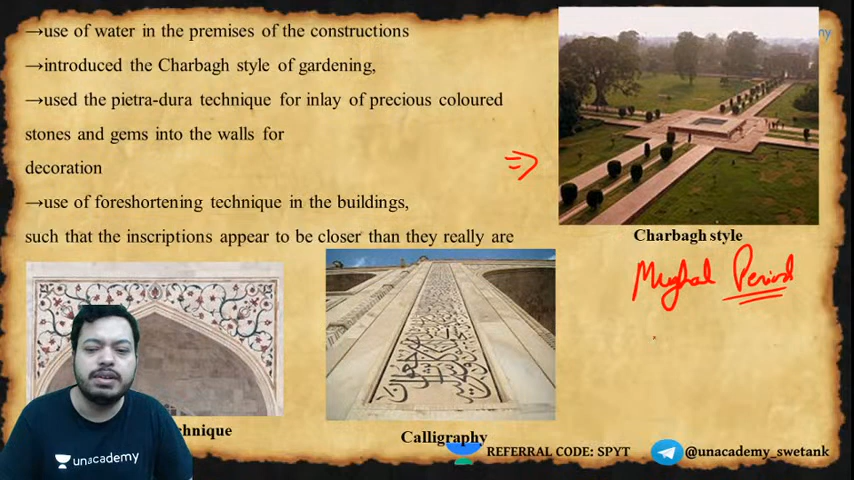 →use of water in the premises of the constructions
→introduced the Charbagh style of gardening,
→used the pietra-dura technique for inlay of precious coloured
stones and gems into the walls for
decoration
→use of foreshortening technique in the buildings,
such that the inscriptions appear to be closer than they really are
Charbagh style
Mughal Period
unacademy
Calligraphy
REFERRAL CODE: SPYT
@unacademy_swetank